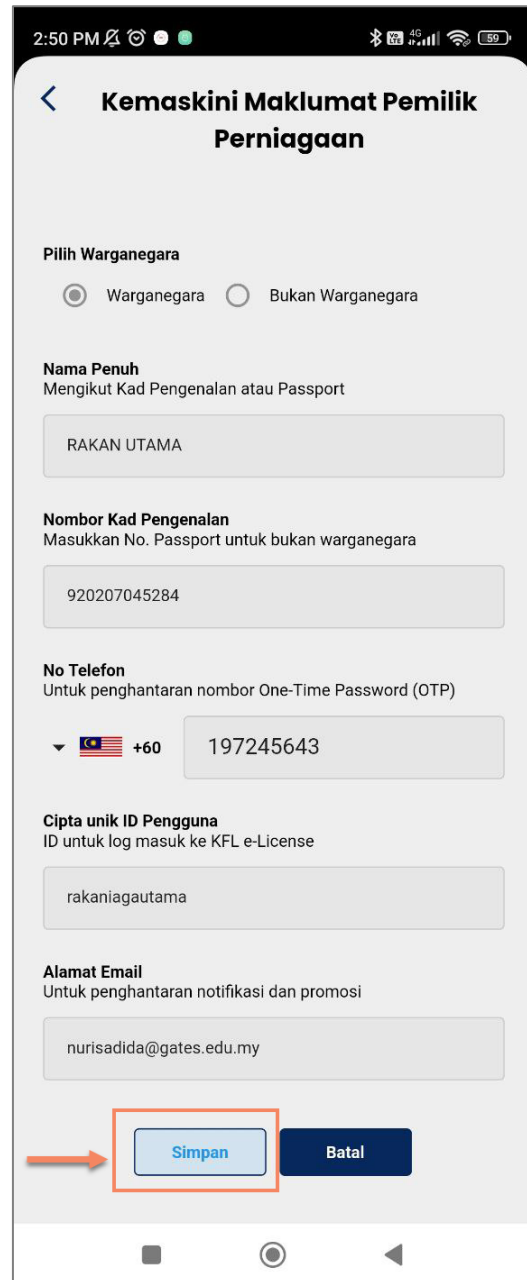 2:50 PM
VoLTE 4G 59
Kemaskini Maklumat Pemilik
Perniagaan
Pilih Warganegara
Warganegara Bukan Warganegara
Nama Penuh
Mengikut Kad Pengenalan atau Passport
RAKAN UTAMA
Nombor Kad Pengenalan
Masukkan No. Passport untuk bukan warganegara
920207045284
No Telefon
Untuk penghantaran nombor One-Time Password (OTP)
+60 197245643
Cipta unik ID Pengguna
ID untuk log masuk ke KFL e-License
rakaniagautama
Alamat Email
Untuk penghantaran notifikasi dan promosi
nurisadida@gates.edu.my
Simpan Batal